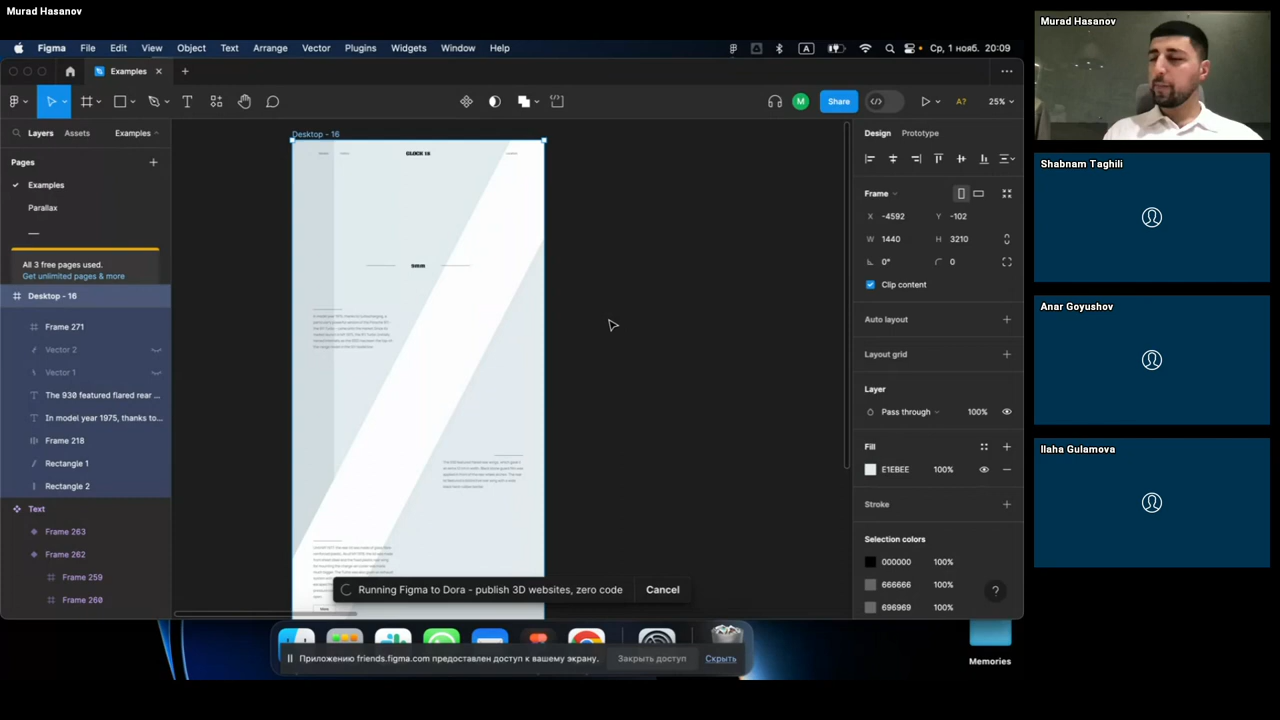 Murad Hasanov
Figma File Edit View Object Text Arrange Vector Plugins Widgets Window Help
A
Ср, 1 нояб. 20:09
Examples
M
Share
A?
25%
Layers Assets Examples
Pages
Examples
Parallax
All 3 free pages used.
Get unlimited pages & more
Desktop - 16
Vector 2
Vector 1
The 930 featured flared rear ...
In model year 1975, thanks to...
Frame 218
Rectangle 1
Rectangle 2
Text
Frame 263
Frame 262
Frame 259
Frame 260
Desktop - 16
Running Figma to Dora - publish 3D websites, zero code Cancel
Design Prototype
Frame
X -4592 Y -102
W 1440 H 3210
0° 0
Clip content
Auto layout
Layout grid
Layer
Pass through 100%
Fill
E1EBEE 100%
Stroke
Selection colors
000000 100%
666666 100%
696969 100%
?
Приложению friends.figma.com предоставлен доступ к вашему экрану. Закрыть доступ Скрыть
Memories
Murad Hasanov
Shabnam Taghili
Anar Goyushov
Ilaha Gulamova